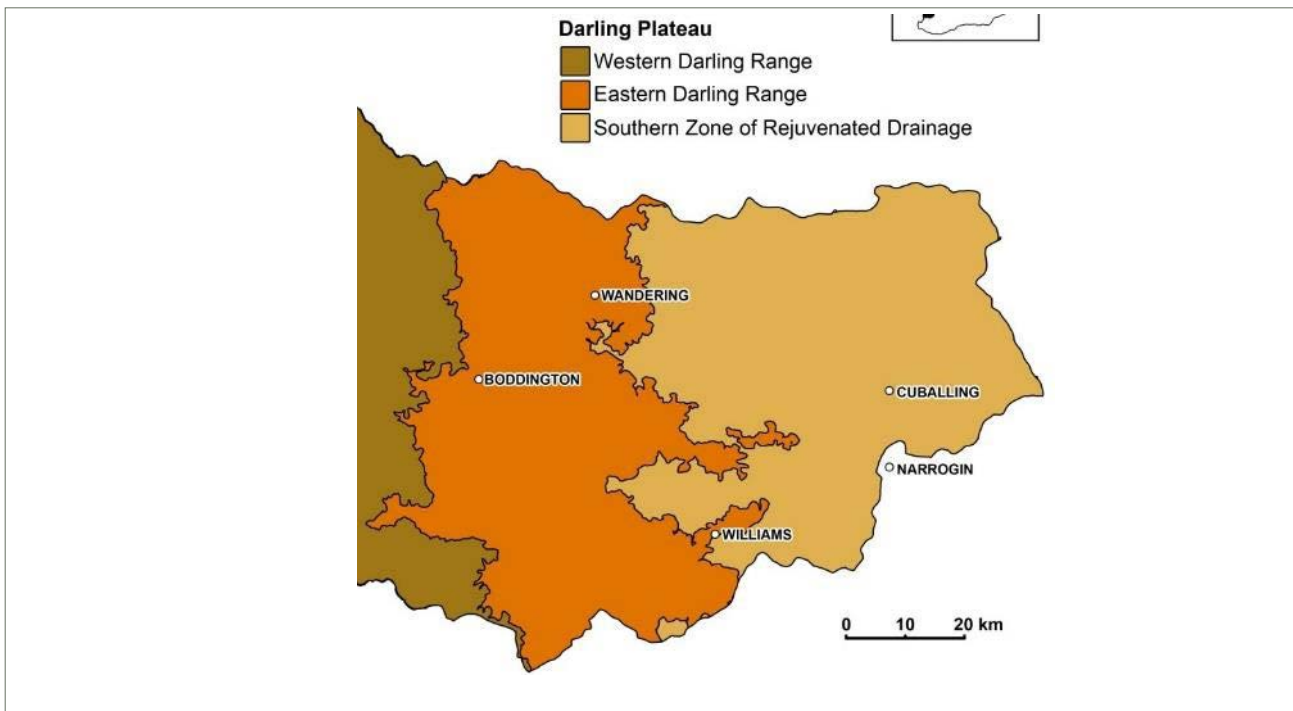 Darling Plateau
Western Darling Range
Eastern Darling Range
Southern Zone of Rejuvenated Drainage
WANDERING
BODDINGTON
CUBALLING
NARROGIN
WILLIAMS
0 10 20 km